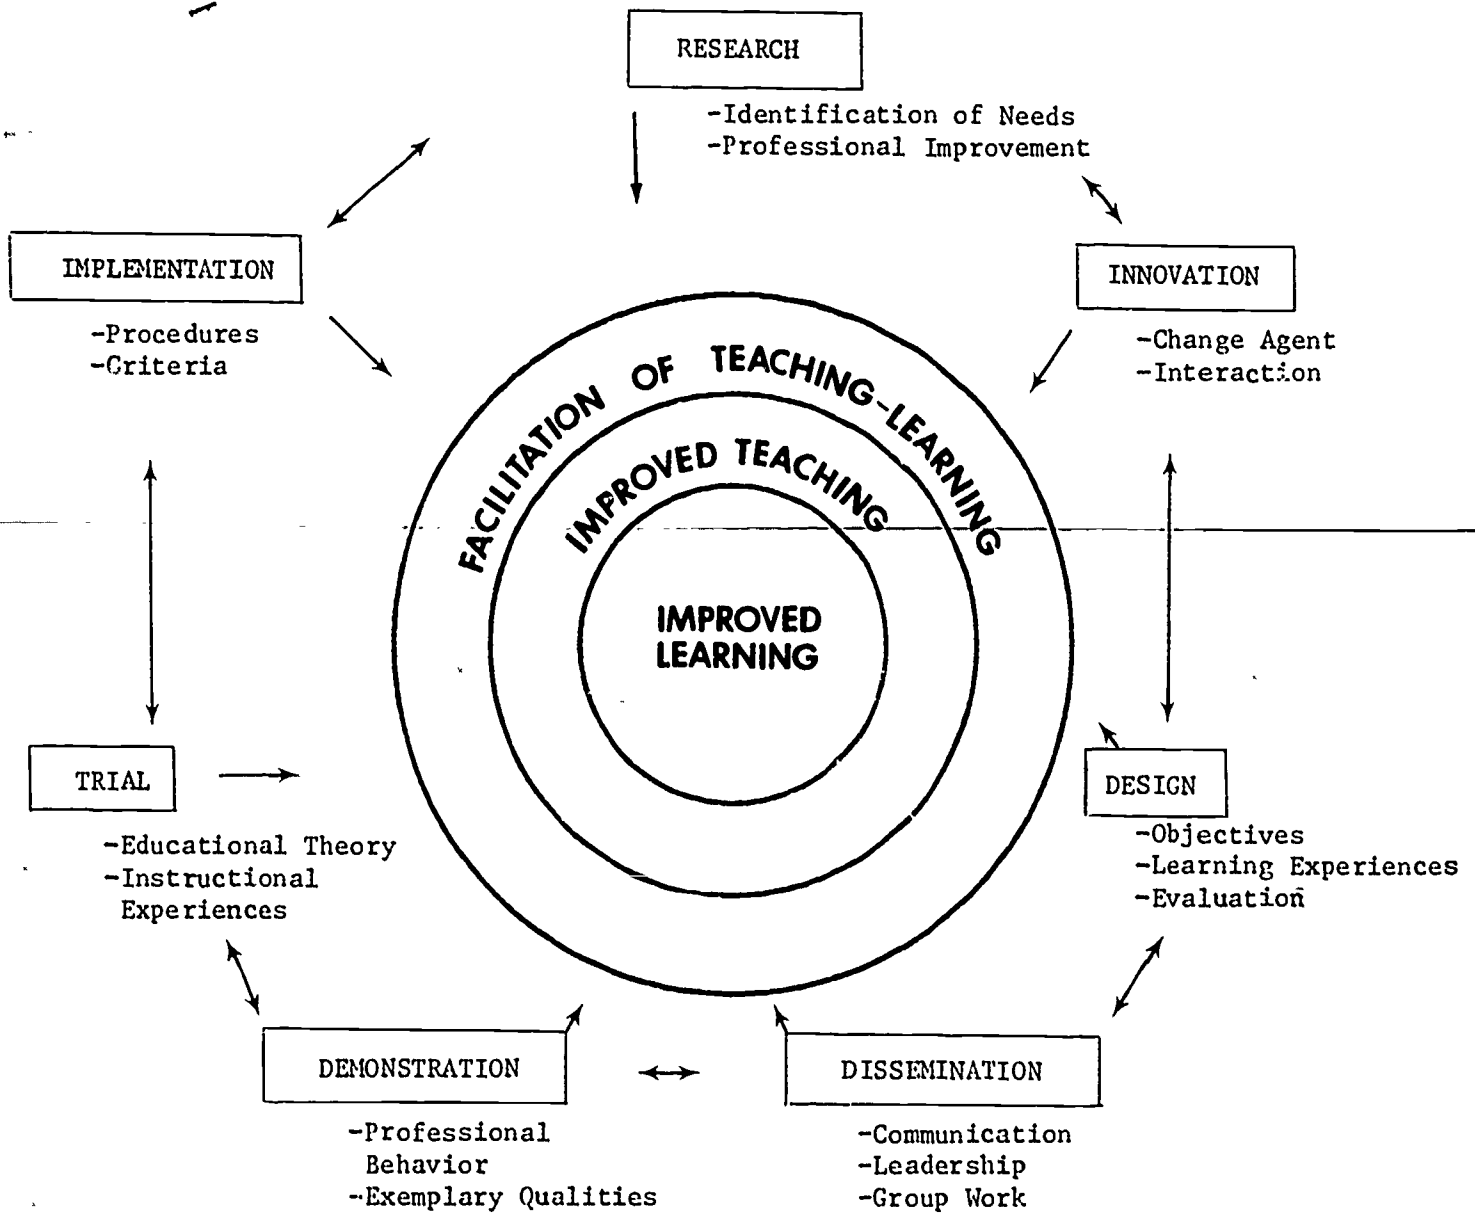 RESEARCH
-Identification of Needs
-Professional Improvement
IMPLEMENTATION
-Procedures
-Criteria
INNOVATION
-Change Agent
-Interaction
FACILITATION OF TEACHING-LEARNING
IMPROVED TEACHING
IMPROVED
LEARNING
TRIAL
-Educational Theory
-Instructional
Experiences
DESIGN
-Objectives
-Learning Experiences
-Evaluation
DEMONSTRATION
-Professional
Behavior
-Exemplary Qualities
DISSEMINATION
-Communication
-Leadership
-Group Work